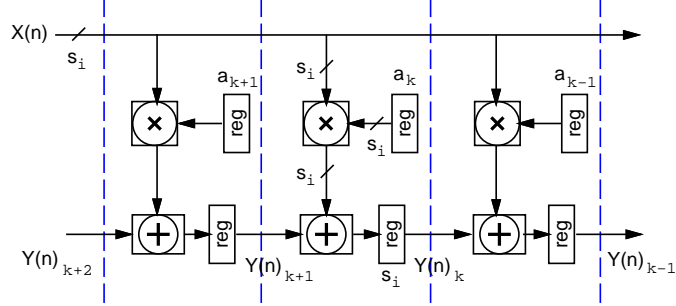 X(n)
s_i
a_{k+1}
s_i
a_k
a_{k-1}
×
reg
×
reg
×
reg
s_i
s_i
+
reg
+
reg
+
reg
Y(n)_{k+2}
Y(n)_{k+1}
s_i
Y(n)_k
Y(n)_{k-1}